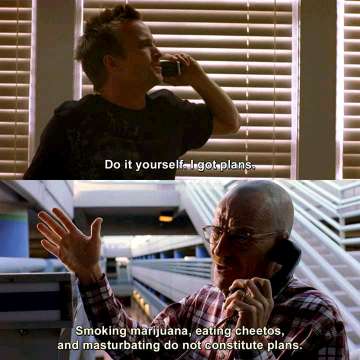 Do it yourself. I got plans.
Smoking marijuana, eating cheetos,
and masturbating do not constitute plans.